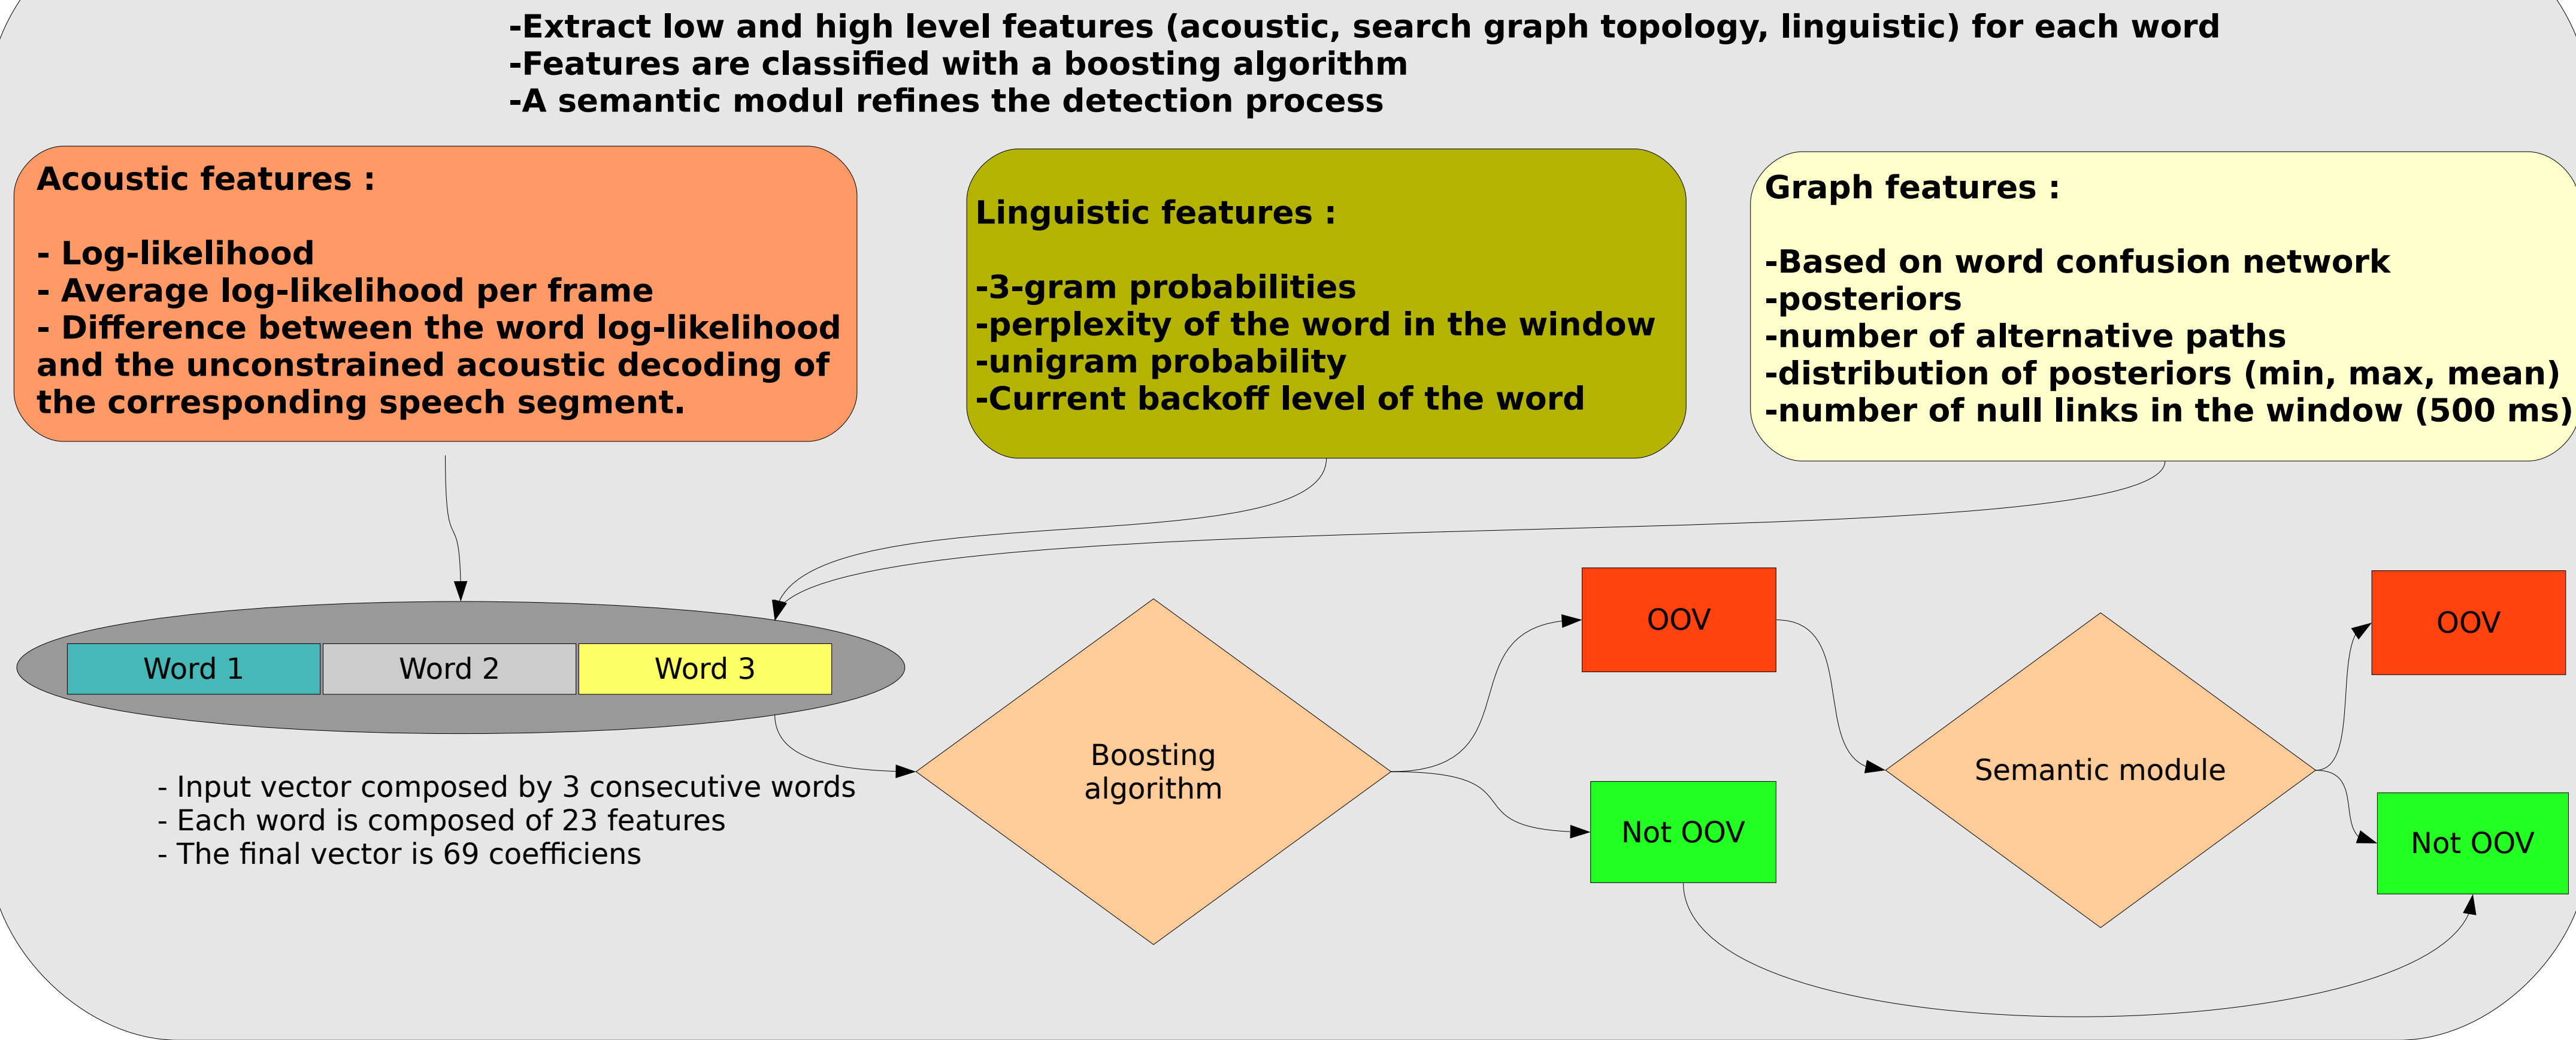 -Extract low and high level features (acoustic, search graph topology, linguistic) for each word
-Features are classified with a boosting algorithm
-A semantic modul refines the detection process
Acoustic features :
- Log-likelihood
- Average log-likelihood per frame
- Difference between the word log-likelihood
and the unconstrained acoustic decoding of
the corresponding speech segment.
Linguistic features :
-3-gram probabilities
-perplexity of the word in the window
-unigram probability
-Current backoff level of the word
Graph features :
-Based on word confusion network
-posteriors
-number of alternative paths
-distribution of posteriors (min, max, mean)
-number of null links in the window (500 ms)
Word 1
Word 2
Word 3
- Input vector composed by 3 consecutive words
- Each word is composed of 23 features
- The final vector is 69 coefficiens
Boosting
algorithm
OOV
Not OOV
Semantic module
OOV
Not OOV